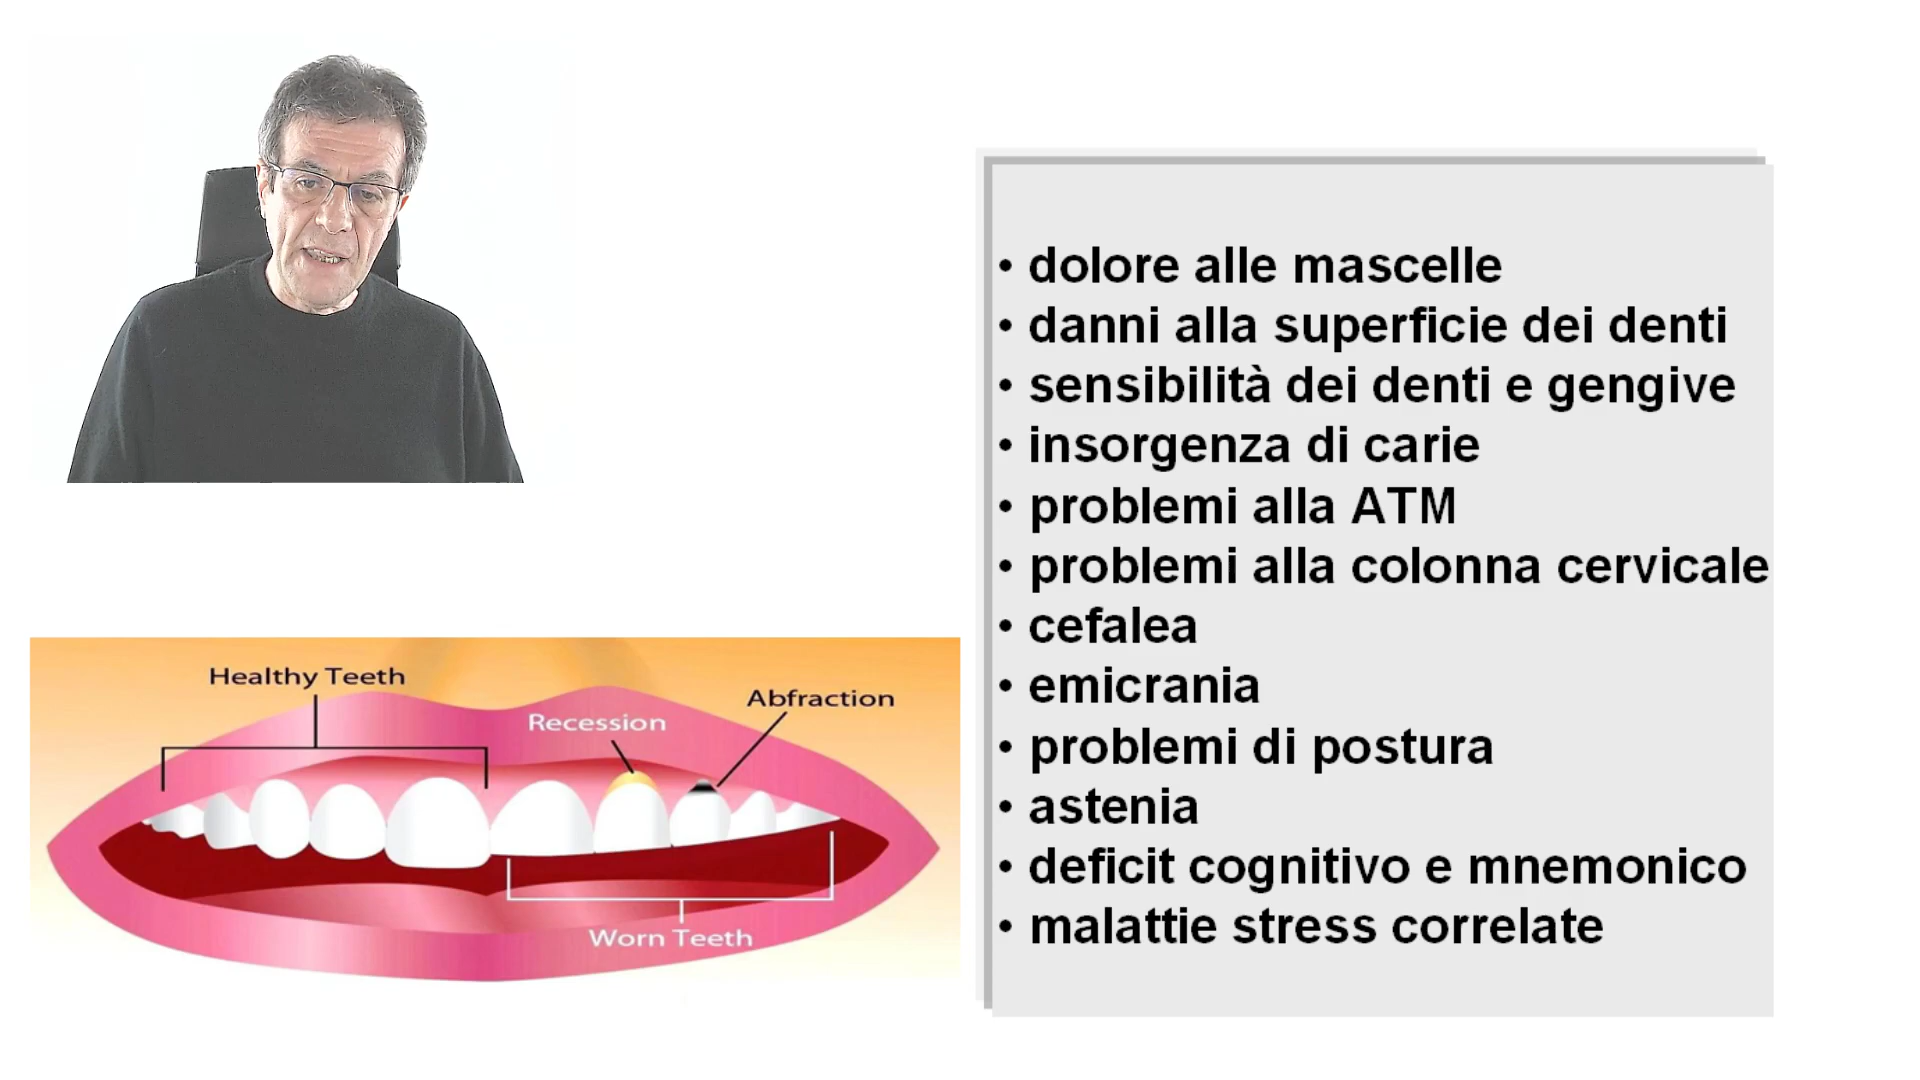 • dolore alle mascelle
• danni alla superficie dei denti
• sensibilità dei denti e gengive
• insorgenza di carie
• problemi alla ATM
• problemi alla colonna cervicale
• cefalea
• emicrania
• problemi di postura
• astenia
• deficit cognitivo e mnemonico
• malattie stress correlate
Healthy Teeth
Abfraction
Recession
Worn Teeth